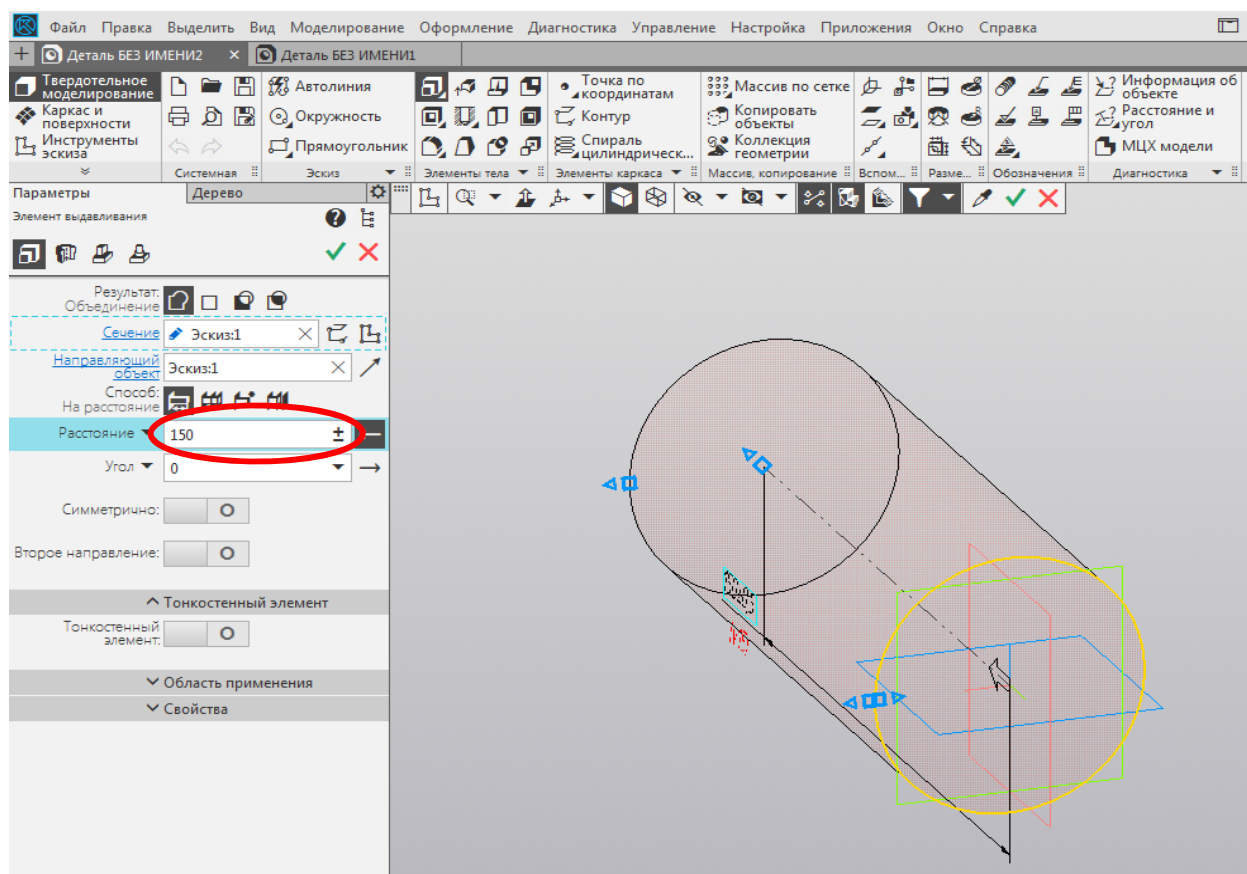 Файл Правка Выделить Вид Моделирование Оформление Диагностика Управление Настройка Приложения Окно Справка
+ Деталь БЕЗ ИМЕНИ2 × Деталь БЕЗ ИМЕНИ1
Твердотельное
моделирование
Каркас и
поверхности
Инструменты
эскиза
Системная
Автолиния
Окружность
Прямоугольник
Эскиз
Элементы тела
Точка по
координатам
Контур
Спираль
цилиндрическ...
Элементы каркаса
Массив по сетке
Копировать
объекты
Коллекция
геометрии
Массив, копирование
Вспом...
Разме...
Обозначения
Информация об
объекте
Расстояние и
угол
МЦХ модели
Диагностика
Параметры Дерево
Элемент выдавливания
Результат:
Объединение
Сечение Эскиз:1
Направляющий
объект Эскиз:1
Способ:
На расстояние
Расстояние 150
Угол 0
Симметрично:
Второе направление:
Тонкостенный элемент
Тонкостенный
элемент:
Область применения
Свойства